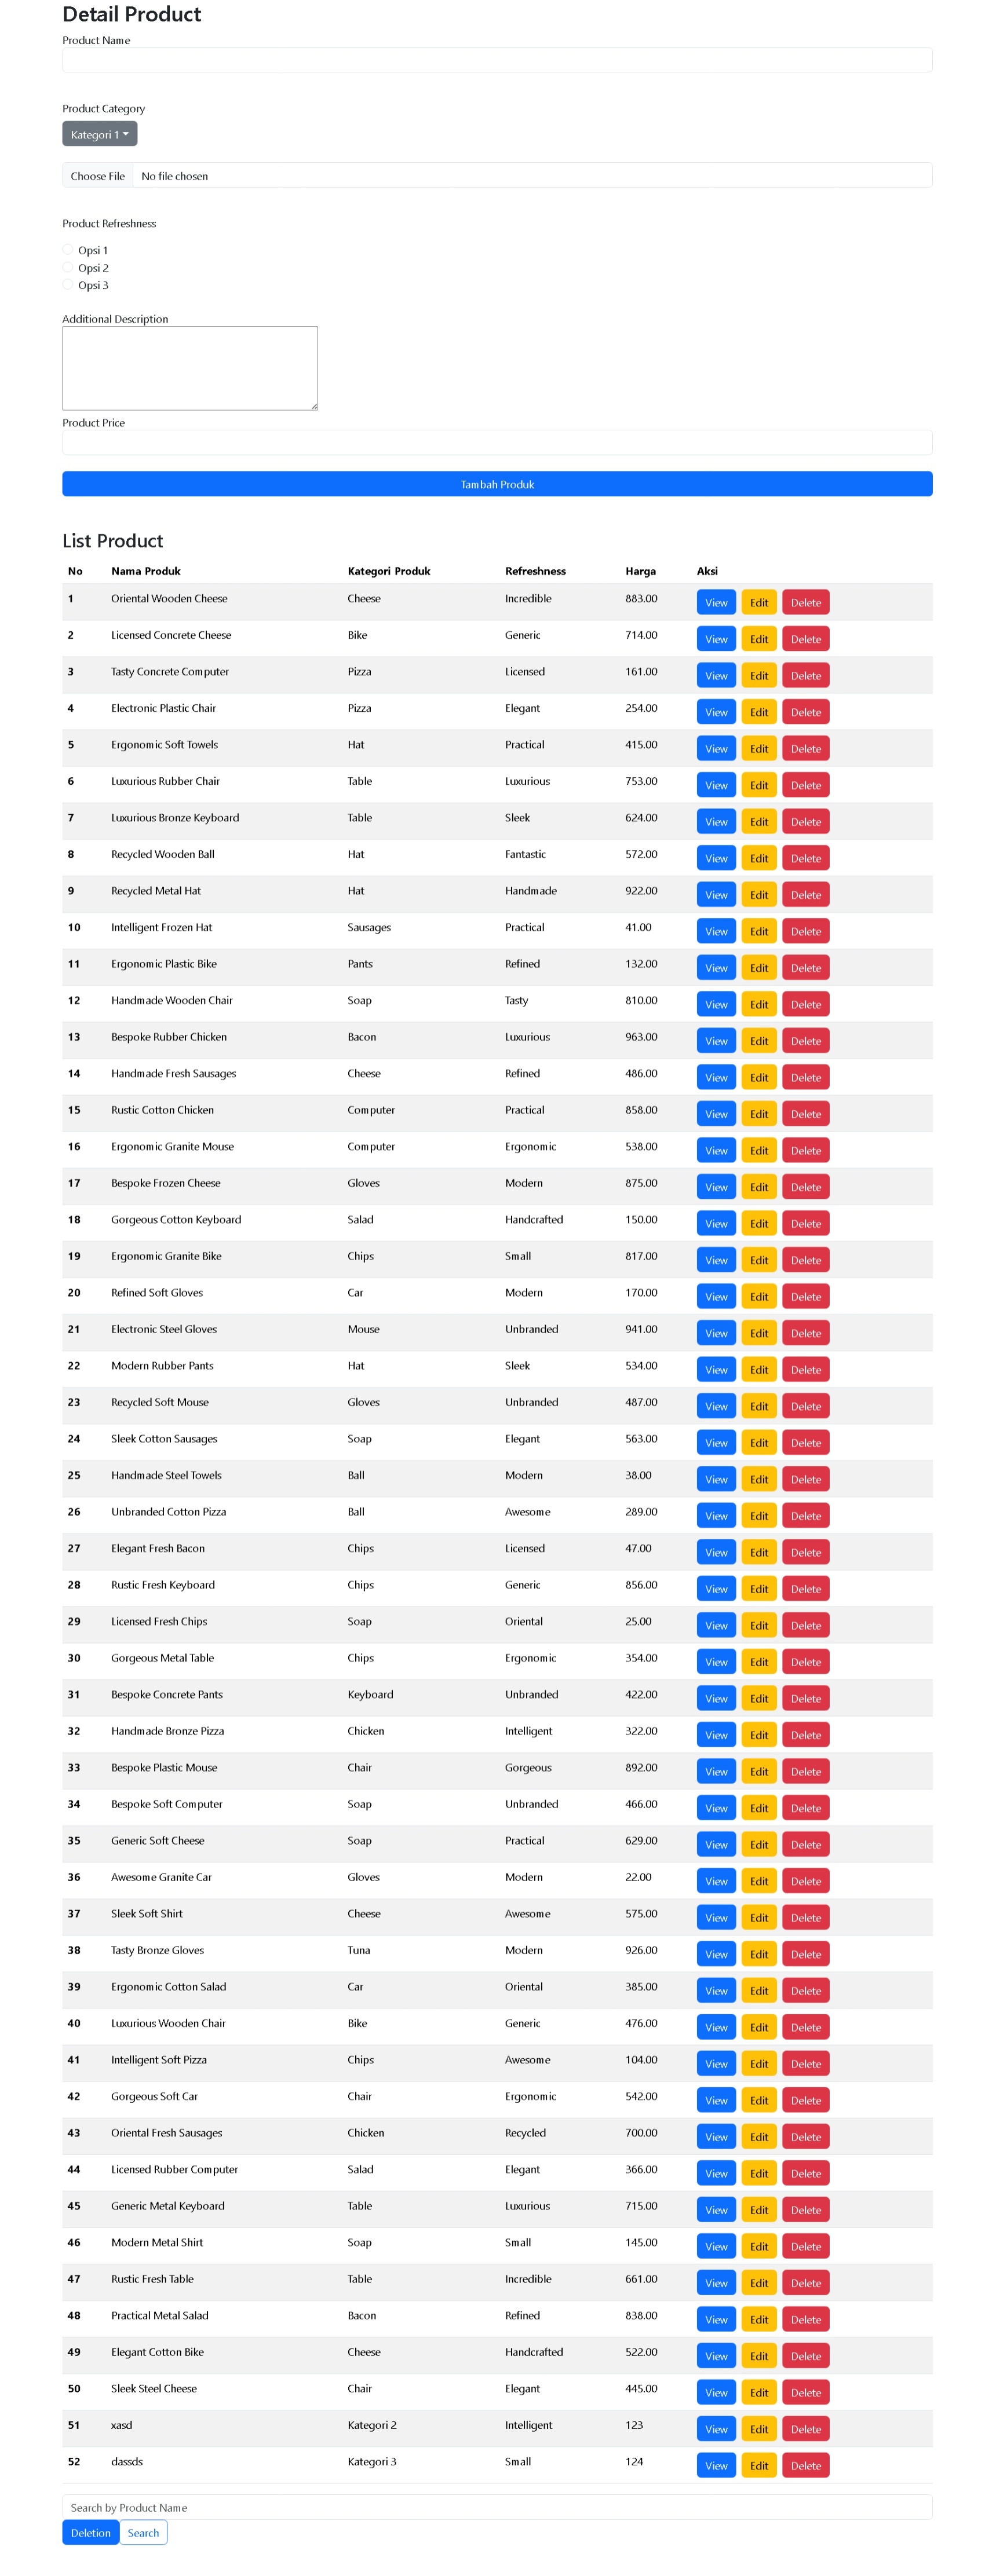 Detail Product
Product Name
Product Category
Kategori 1
Choose File No file chosen
Product Refreshness
Opsi 1
Opsi 2
Opsi 3
Additional Description
Product Price
Tambah Produk
List Product
No Nama Produk Kategori Produk Refreshness Harga Aksi
1 Oriental Wooden Cheese Cheese Incredible 883.00 View Edit Delete
2 Licensed Concrete Cheese Bike Generic 714.00 View Edit Delete
3 Tasty Concrete Computer Pizza Licensed 161.00 View Edit Delete
4 Electronic Plastic Chair Pizza Elegant 254.00 View Edit Delete
5 Ergonomic Soft Towels Hat Practical 415.00 View Edit Delete
6 Luxurious Rubber Chair Table Luxurious 753.00 View Edit Delete
7 Luxurious Bronze Keyboard Table Sleek 624.00 View Edit Delete
8 Recycled Wooden Ball Hat Fantastic 572.00 View Edit Delete
9 Recycled Metal Hat Hat Handmade 922.00 View Edit Delete
10 Intelligent Frozen Hat Sausages Practical 41.00 View Edit Delete
11 Ergonomic Plastic Bike Pants Refined 132.00 View Edit Delete
12 Handmade Wooden Chair Soap Tasty 810.00 View Edit Delete
13 Bespoke Rubber Chicken Bacon Luxurious 963.00 View Edit Delete
14 Handmade Fresh Sausages Cheese Refined 486.00 View Edit Delete
15 Rustic Cotton Chicken Computer Practical 858.00 View Edit Delete
16 Ergonomic Granite Mouse Computer Ergonomic 538.00 View Edit Delete
17 Bespoke Frozen Cheese Gloves Modern 875.00 View Edit Delete
18 Gorgeous Cotton Keyboard Salad Handcrafted 150.00 View Edit Delete
19 Ergonomic Granite Bike Chips Small 817.00 View Edit Delete
20 Refined Soft Gloves Car Modern 170.00 View Edit Delete
21 Electronic Steel Gloves Mouse Unbranded 941.00 View Edit Delete
22 Modern Rubber Pants Hat Sleek 534.00 View Edit Delete
23 Recycled Soft Mouse Gloves Unbranded 487.00 View Edit Delete
24 Sleek Cotton Sausages Soap Elegant 563.00 View Edit Delete
25 Handmade Steel Towels Ball Modern 38.00 View Edit Delete
26 Unbranded Cotton Pizza Ball Awesome 289.00 View Edit Delete
27 Elegant Fresh Bacon Chips Licensed 47.00 View Edit Delete
28 Rustic Fresh Keyboard Chips Generic 856.00 View Edit Delete
29 Licensed Fresh Chips Soap Oriental 25.00 View Edit Delete
30 Gorgeous Metal Table Chips Ergonomic 354.00 View Edit Delete
31 Bespoke Concrete Pants Keyboard Unbranded 422.00 View Edit Delete
32 Handmade Bronze Pizza Chicken Intelligent 322.00 View Edit Delete
33 Bespoke Plastic Mouse Chair Gorgeous 892.00 View Edit Delete
34 Bespoke Soft Computer Soap Unbranded 466.00 View Edit Delete
35 Generic Soft Cheese Soap Practical 629.00 View Edit Delete
36 Awesome Granite Car Gloves Modern 22.00 View Edit Delete
37 Sleek Soft Shirt Cheese Awesome 575.00 View Edit Delete
38 Tasty Bronze Gloves Tuna Modern 926.00 View Edit Delete
39 Ergonomic Cotton Salad Car Oriental 385.00 View Edit Delete
40 Luxurious Wooden Chair Bike Generic 476.00 View Edit Delete
41 Intelligent Soft Pizza Chips Awesome 104.00 View Edit Delete
42 Gorgeous Soft Car Chair Ergonomic 542.00 View Edit Delete
43 Oriental Fresh Sausages Chicken Recycled 700.00 View Edit Delete
44 Licensed Rubber Computer Salad Elegant 366.00 View Edit Delete
45 Generic Metal Keyboard Table Luxurious 715.00 View Edit Delete
46 Modern Metal Shirt Soap Small 145.00 View Edit Delete
47 Rustic Fresh Table Table Incredible 661.00 View Edit Delete
48 Practical Metal Salad Bacon Refined 838.00 View Edit Delete
49 Elegant Cotton Bike Cheese Handcrafted 522.00 View Edit Delete
50 Sleek Steel Cheese Chair Elegant 445.00 View Edit Delete
51 xasd Kategori 2 Intelligent 123 View Edit Delete
52 dassds Kategori 3 Small 124 View Edit Delete
Search by Product Name
Deletion Search